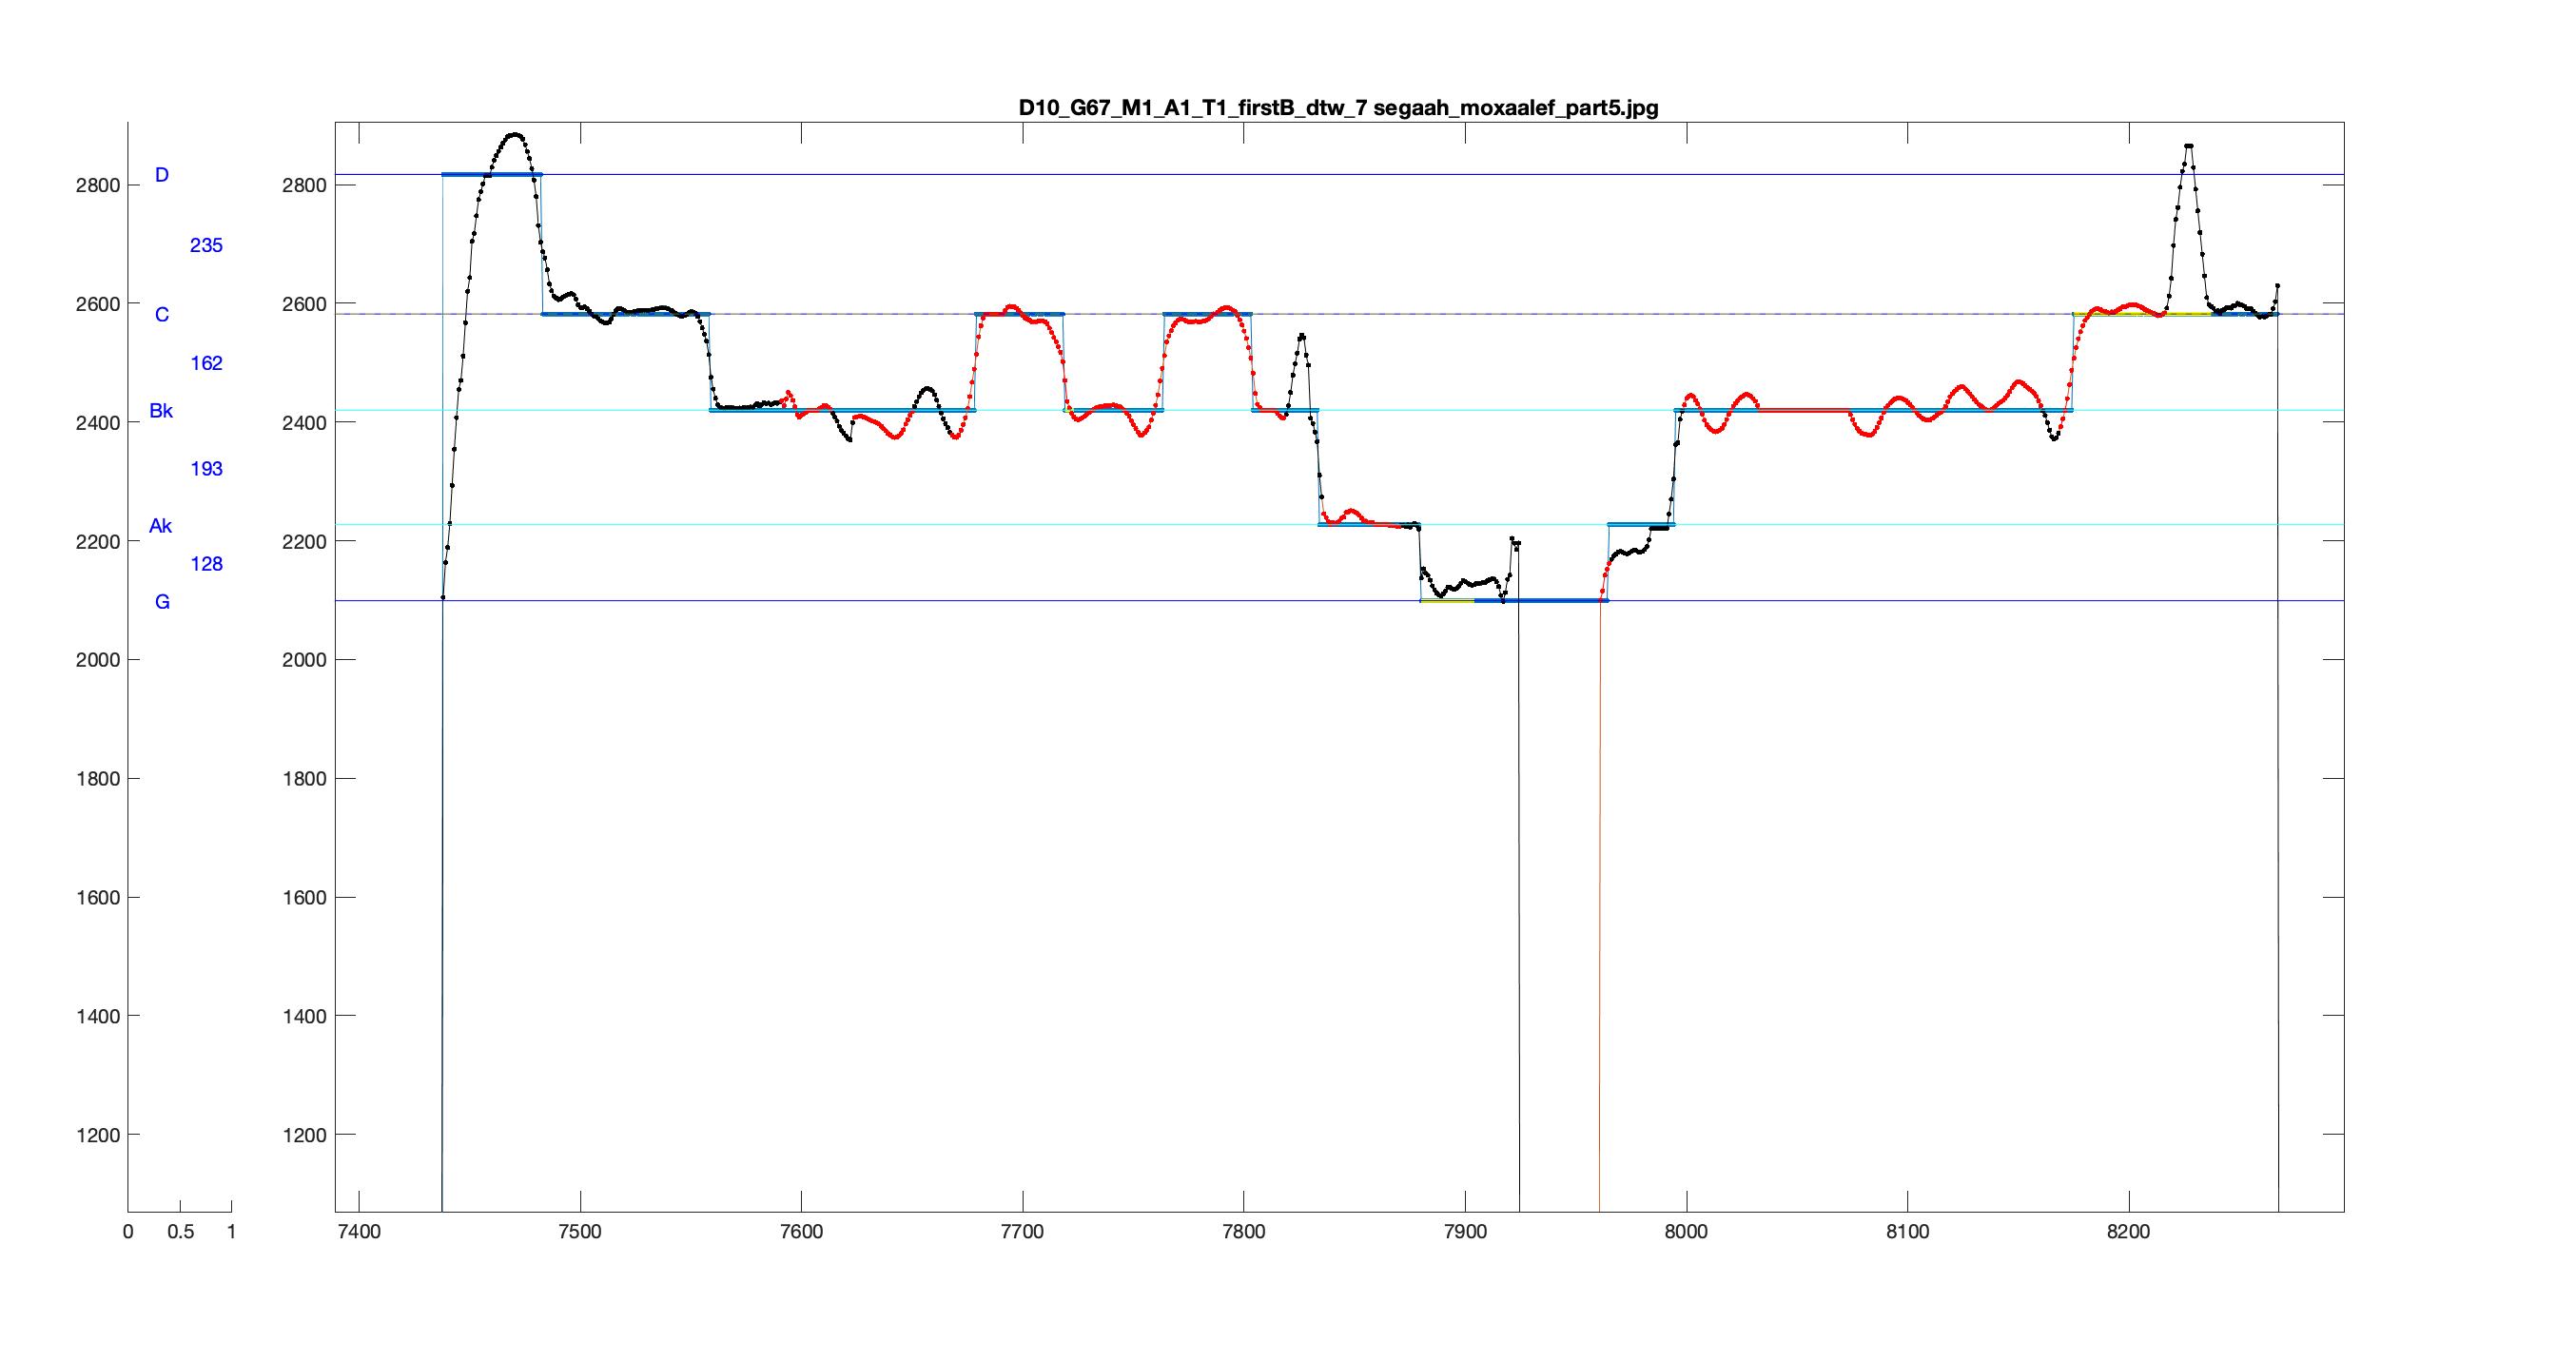 D10_G67_M1_A1_T1_firstB_dtw_7 segaah_moxaalef_part5.jpg
2800 D 2800
235
2600 C 2600
162
2400 Bk 2400
193
2200 Ak 2200
128
G
2000 2000
1800 1800
1600 1600
1400 1400
1200 1200
0 0.5 1 7400 7500 7600 7700 7800 7900 8000 8100 8200